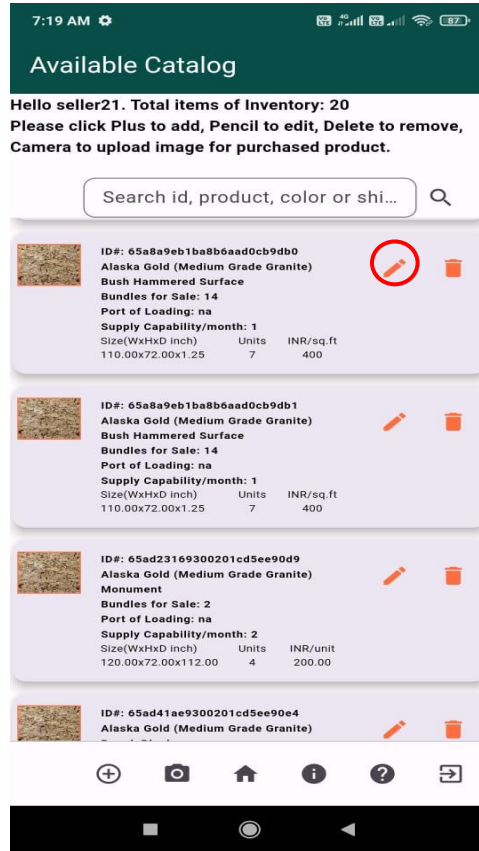 7:19 AM
87
Available Catalog
Hello seller21. Total items of Inventory: 20
Please click Plus to add, Pencil to edit, Delete to remove,
Camera to upload image for purchased product.
Search id, product, color or shi...
ID#: 65a8a9eb1ba8b6aad0cb9db0
Alaska Gold (Medium Grade Granite)
Bush Hammered Surface
Bundles for Sale: 14
Port of Loading: na
Supply Capability/month: 1
Size(WxHxD inch) Units INR/sq.ft
110.00x72.00x1.25 7 400
ID#: 65a8a9eb1ba8b6aad0cb9db1
Alaska Gold (Medium Grade Granite)
Bush Hammered Surface
Bundles for Sale: 14
Port of Loading: na
Supply Capability/month: 1
Size(WxHxD inch) Units INR/sq.ft
110.00x72.00x1.25 7 400
ID#: 65ad23169300201cd5ee90d9
Alaska Gold (Medium Grade Granite)
Monument
Bundles for Sale: 2
Port of Loading: na
Supply Capability/month: 2
Size(WxHxD inch) Units INR/unit
120.00x72.00x112.00 4 200.00
ID#: 65ad41ae9300201cd5ee90e4
Alaska Gold (Medium Grade Granite)